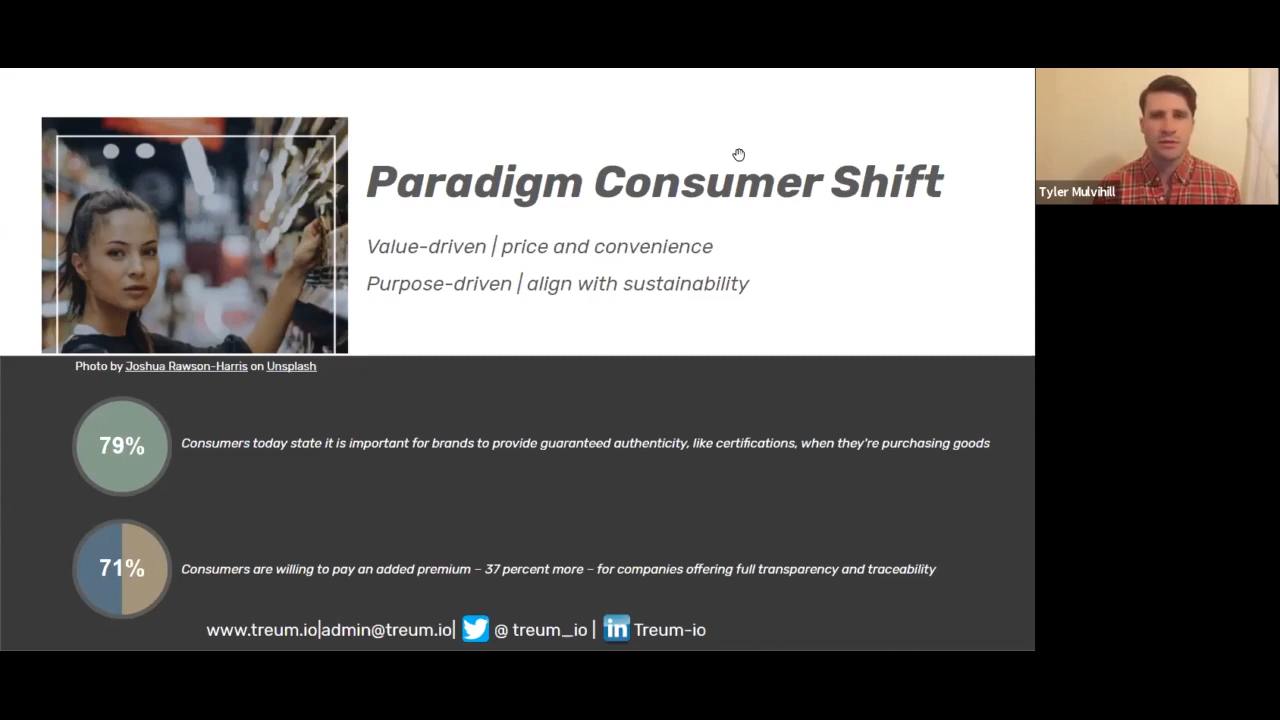 Paradigm Consumer Shift
Value-driven | price and convenience
Purpose-driven | align with sustainability
Tyler Mulvihill
Photo by Joshua Rawson-Harris on Unsplash
79%
Consumers today state it is important for brands to provide guaranteed authenticity, like certifications, when they're purchasing goods
71%
Consumers are willing to pay an added premium – 37 percent more – for companies offering full transparency and traceability
www.treum.io|admin@treum.io| @ treum_io | in Treum-io